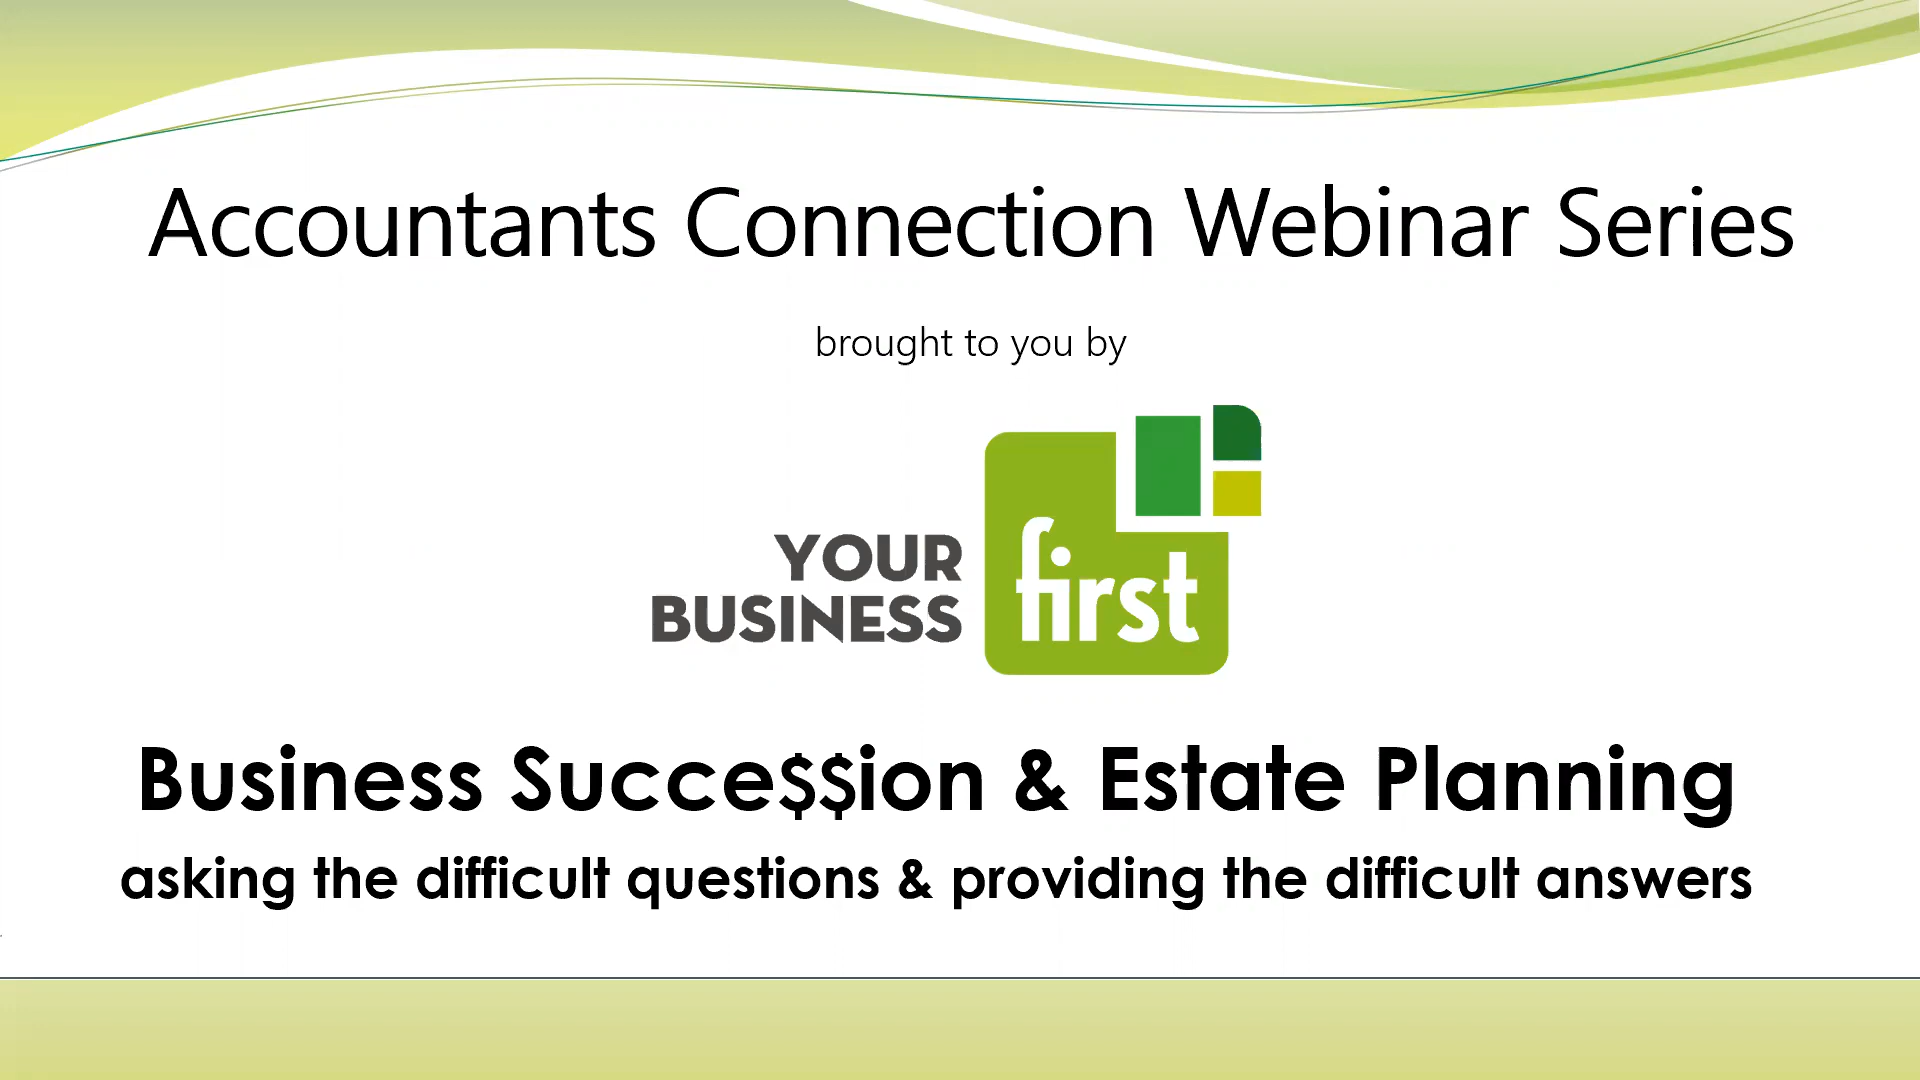 Accountants Connection Webinar Series
brought to you by
YOUR
BUSINESS
first
Business Succe$$ion & Estate Planning
asking the difficult questions & providing the difficult answers